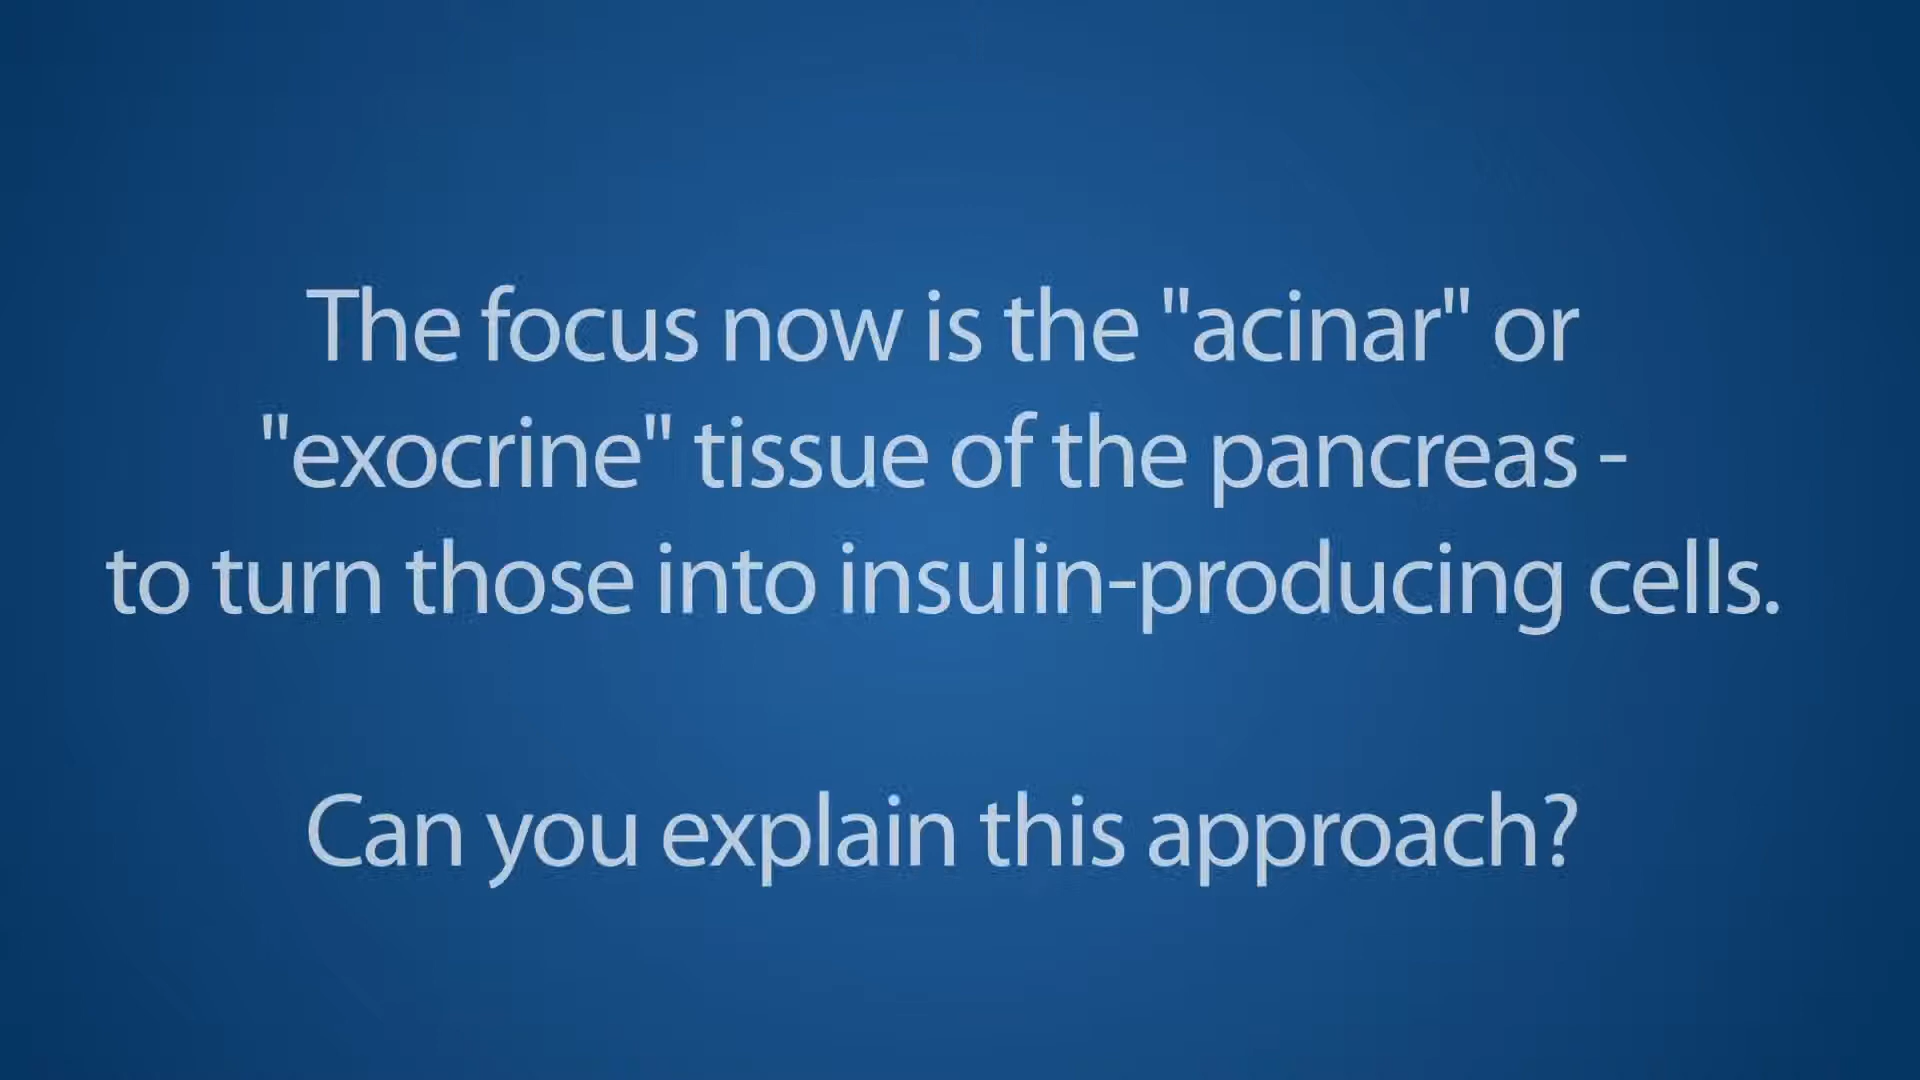 The focus now is the "acinar" or
"exocrine" tissue of the pancreas -
to turn those into insulin-producing cells.
Can you explain this approach?